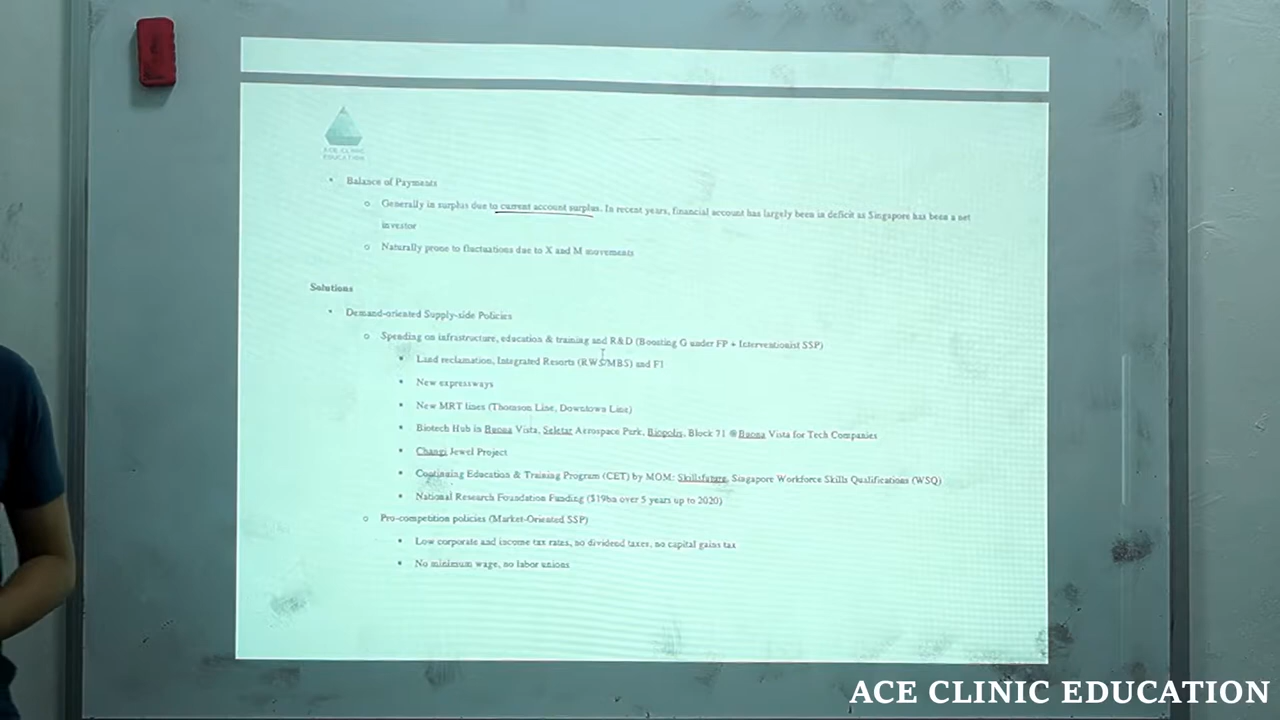 ACE CLINIC
EDUCATION
• Balance of Payments
o Generally in surplus due to current account surplus. In recent years, financial account has largely been in deficit as Singapore has been a net
investor
o Naturally prone to fluctuations due to X and M movements
Solutions
• Demand-oriented Supply-side Policies
o Spending on infrastructure, education & training and R&D (Boosting G under FP + Interventionist SSP)
• Land reclamation, Integrated Resorts (RWS/MBS) and F1
• New expressways
• New MRT lines (Thomson Line, Downtown Line)
• Biotech Hub in Buona Vista, Seletar Aerospace Park, Biopolis, Block 71 @ Buona Vista for Tech Companies
• Changi Jewel Project
• Continuing Education & Training Program (CET) by MOM: Skillsfuture, Singapore Workforce Skills Qualifications (WSQ)
• National Research Foundation Funding ($19bn over 5 years up to 2020)
o Pro-competition policies (Market-Oriented SSP)
• Low corporate and income tax rates, no dividend taxes, no capital gains tax
• No minimum wage, no labor unions
ACE CLINIC EDUCATION